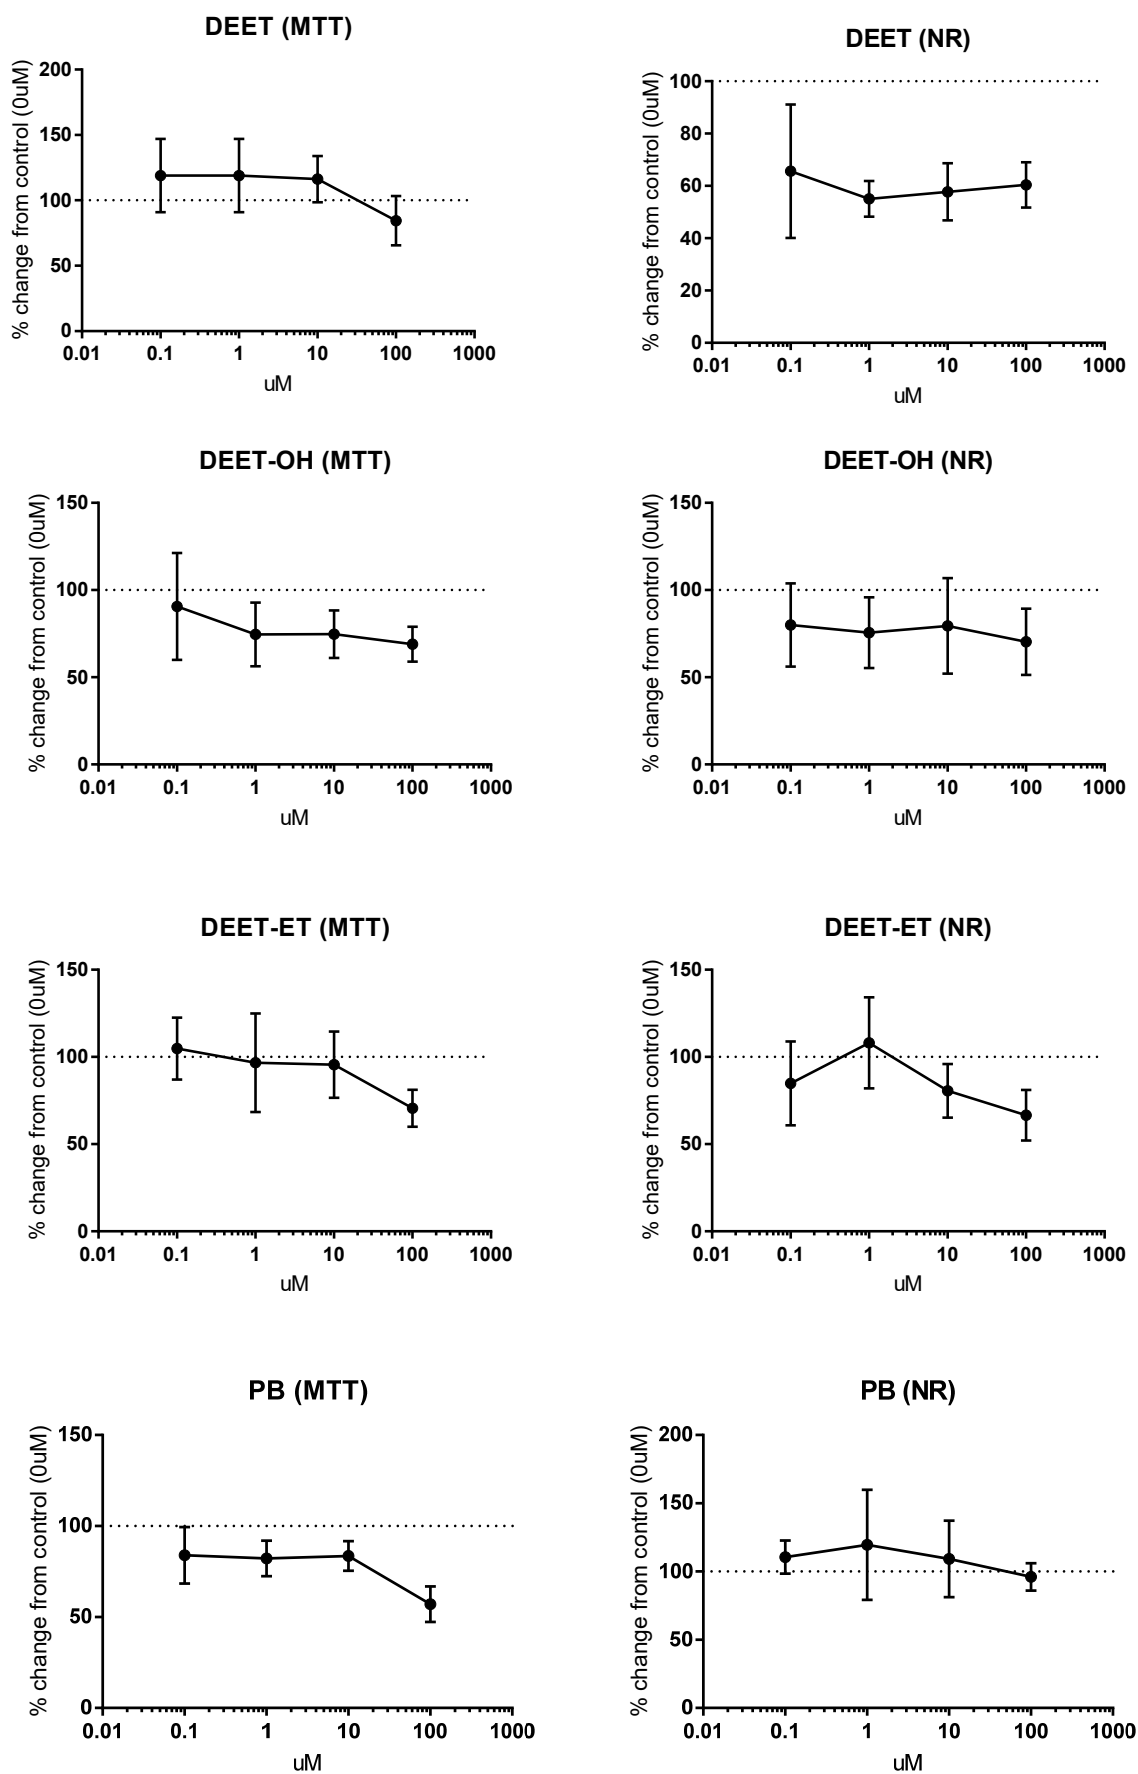 DEET (MTT)
% change from control (0uM)
200
150
100
50
0
0.01 0.1 1 10 100 1000
uM
DEET (NR)
% change from control (0uM)
100
80
60
40
20
0
0.01 0.1 1 10 100 1000
uM
DEET-OH (MTT)
% change from control (0uM)
150
100
50
0
0.01 0.1 1 10 100 1000
uM
DEET-OH (NR)
% change from control (0uM)
150
100
50
0
0.01 0.1 1 10 100 1000
uM
DEET-ET (MTT)
% change from control (0uM)
150
100
50
0
0.01 0.1 1 10 100 1000
uM
DEET-ET (NR)
% change from control (0uM)
150
100
50
0
0.01 0.1 1 10 100 1000
uM
PB (MTT)
% change from control (0uM)
150
100
50
0
0.01 0.1 1 10 100 1000
uM
PB (NR)
% change from control (0uM)
200
150
100
50
0
0.01 0.1 1 10 100 1000
uM